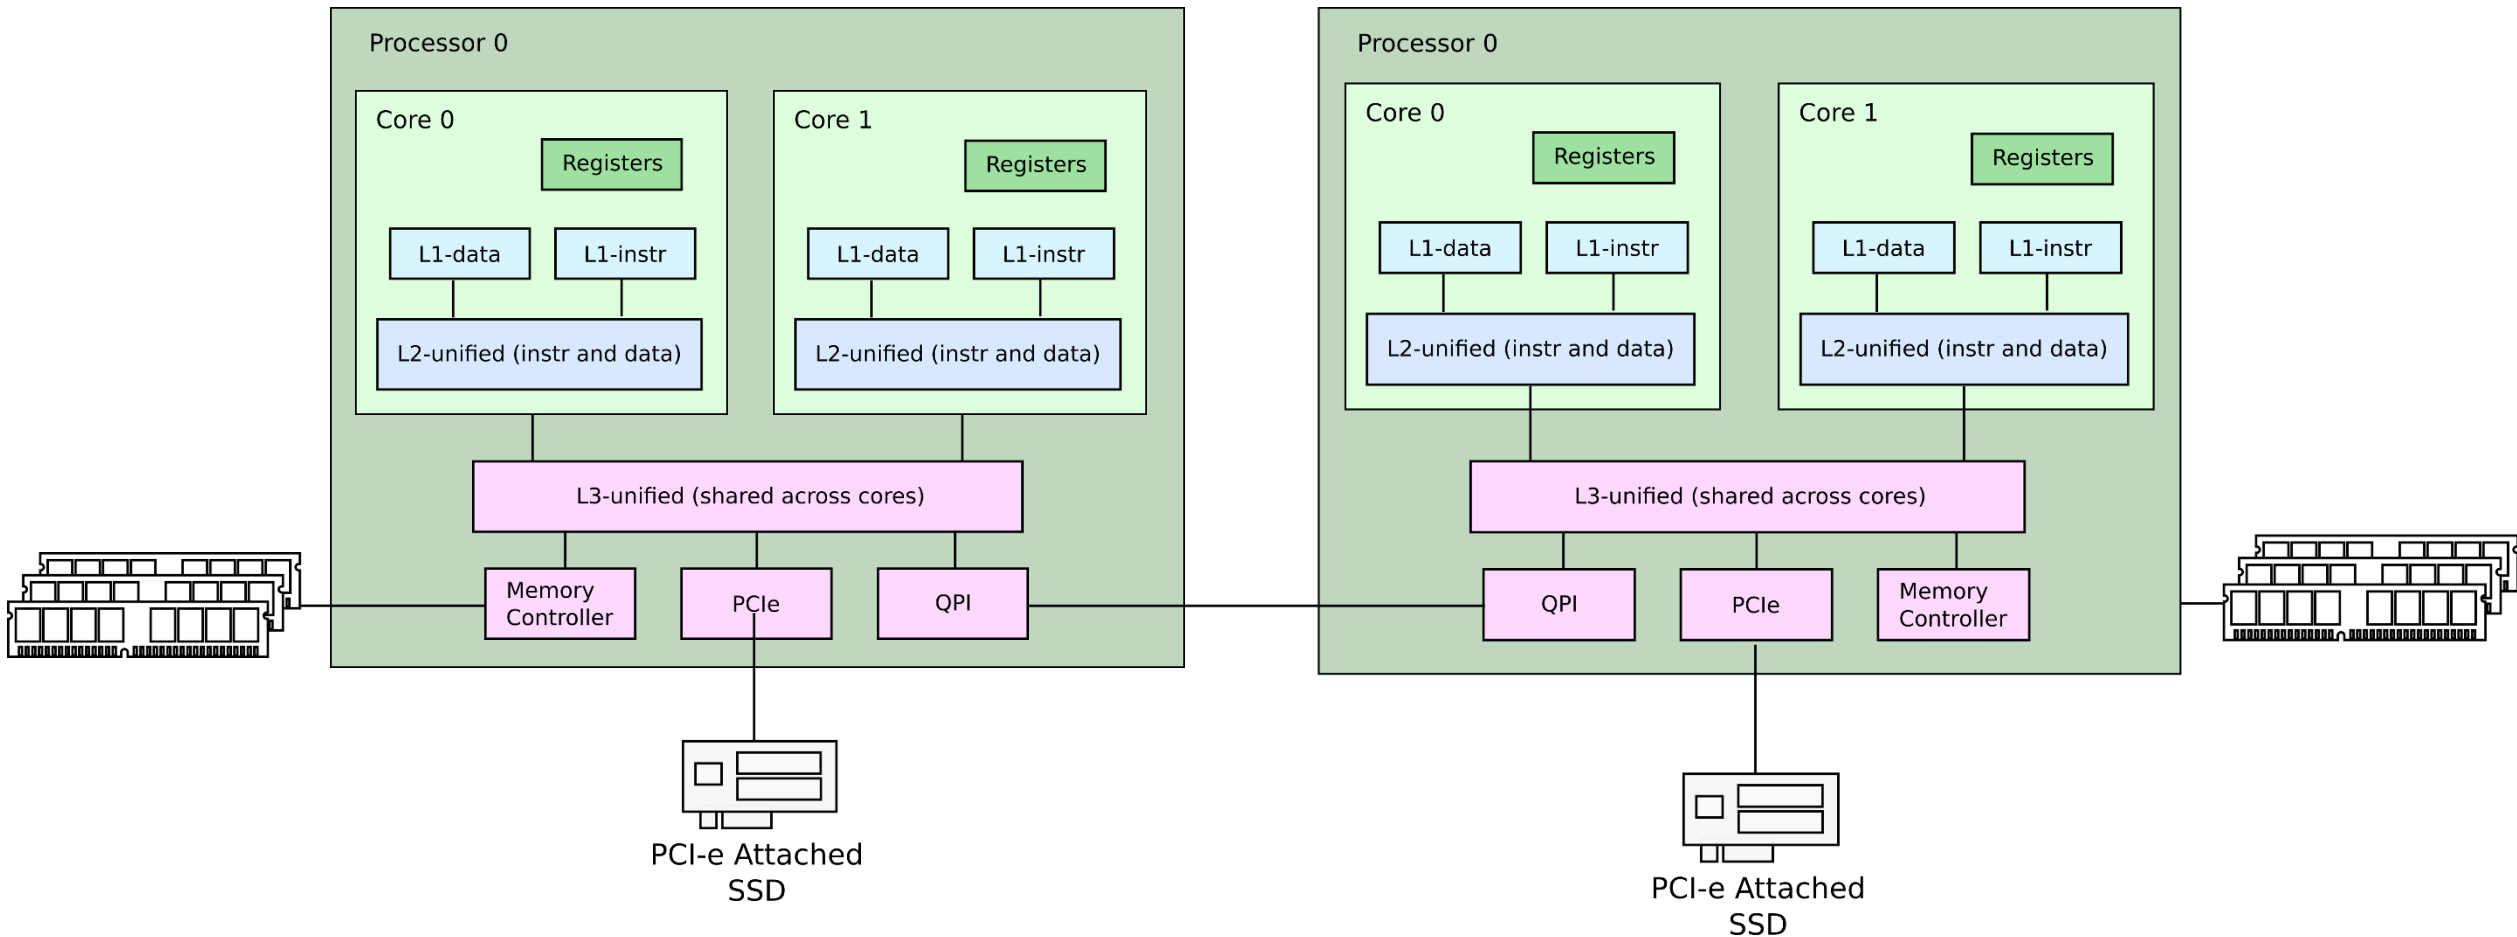 Processor 0
Core 0
Registers
L1-data
L1-instr
L2-unified (instr and data)
Core 1
Registers
L1-data
L1-instr
L2-unified (instr and data)
L3-unified (shared across cores)
Memory
Controller
PCIe
QPI
PCI-e Attached
SSD
Processor 0
Core 0
Registers
L1-data
L1-instr
L2-unified (instr and data)
Core 1
Registers
L1-data
L1-instr
L2-unified (instr and data)
L3-unified (shared across cores)
QPI
PCIe
Memory
Controller
PCI-e Attached
SSD